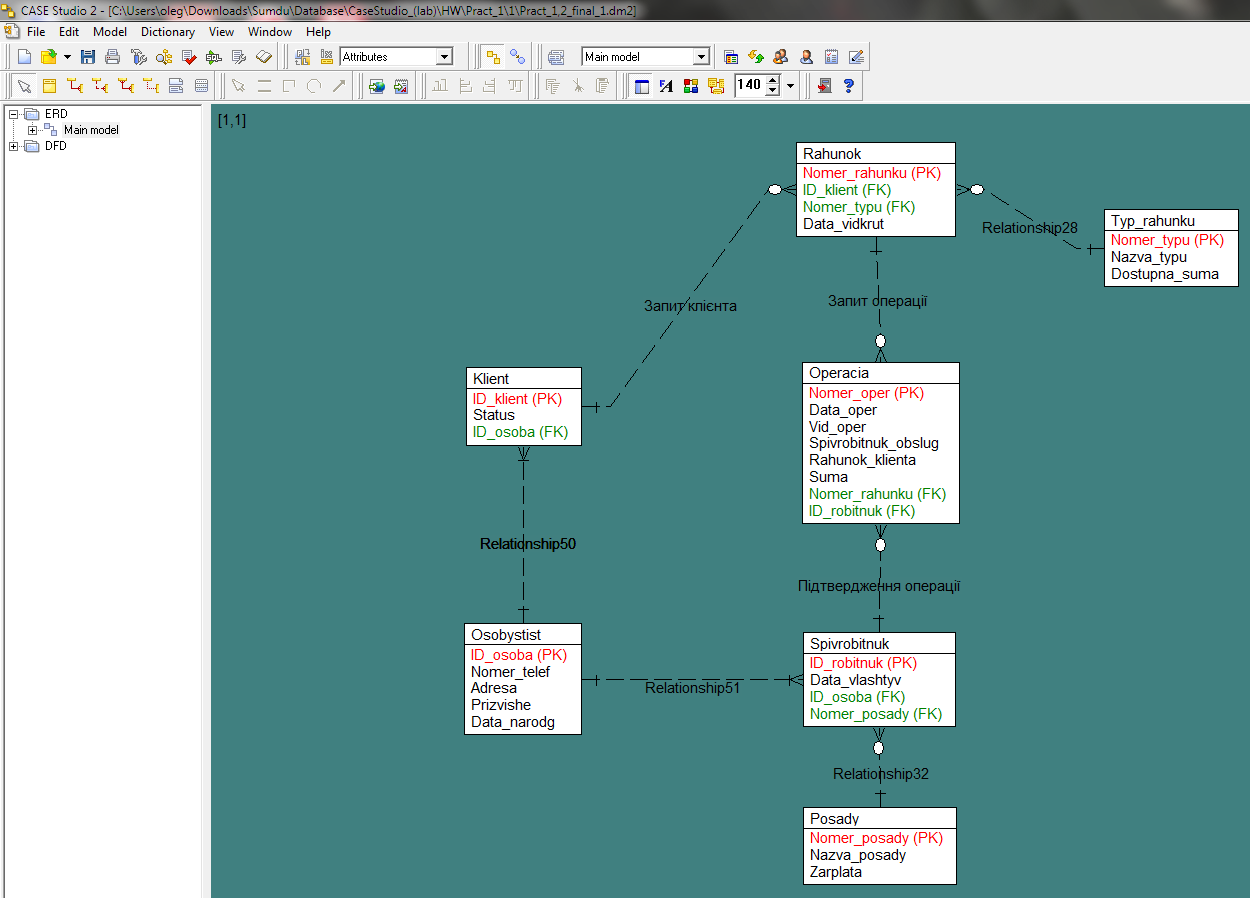 CASE Studio 2 - [C:\Users\oleg\Downloads\Sumdu\Database\CaseStudio_(lab)\HW\Pract_1\1\Pract_1,2_final_1.dm2]
File Edit Model Dictionary View Window Help
Attributes
Main model
140
ERD
Main model
DFD
[1,1]
Rahunok
Nomer_rahunku (PK)
ID_klient (FK)
Nomer_typu (FK)
Data_vidkrut
Relationship28
Typ_rahunku
Nomer_typu (PK)
Nazva_typu
Dostupna_suma
Запит клієнта
Запит операції
Klient
ID_klient (PK)
Status
ID_osoba (FK)
Operacia
Nomer_oper (PK)
Data_oper
Vid_oper
Spivrobitnuk_obslug
Rahunok_klienta
Suma
Nomer_rahunku (FK)
ID_robitnuk (FK)
Relationship50
Підтвердження операції
Osobystist
ID_osoba (PK)
Nomer_telef
Adresa
Prizvishe
Data_narodg
Relationship51
Spivrobitnuk
ID_robitnuk (PK)
Data_vlashtyv
ID_osoba (FK)
Nomer_posady (FK)
Relationship32
Posady
Nomer_posady (PK)
Nazva_posady
Zarplata